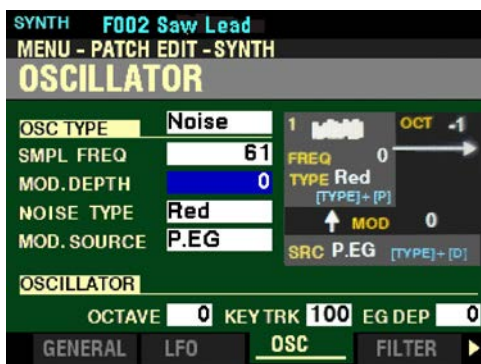 SYNTH F002 Saw Lead
MENU - PATCH EDIT - SYNTH
OSCILLATOR
OSC TYPE Noise
SMPL FREQ 61
MOD. DEPTH 0
NOISE TYPE Red
MOD. SOURCE P.EG
1 OCT -1
FREQ 0
TYPE Red
[TYPE]+[P]
MOD 0
SRC P.EG [TYPE]+[D]
OSCILLATOR
OCTAVE 0 KEY TRK 100 EG DEP 0
GENERAL LFO OSC FILTER